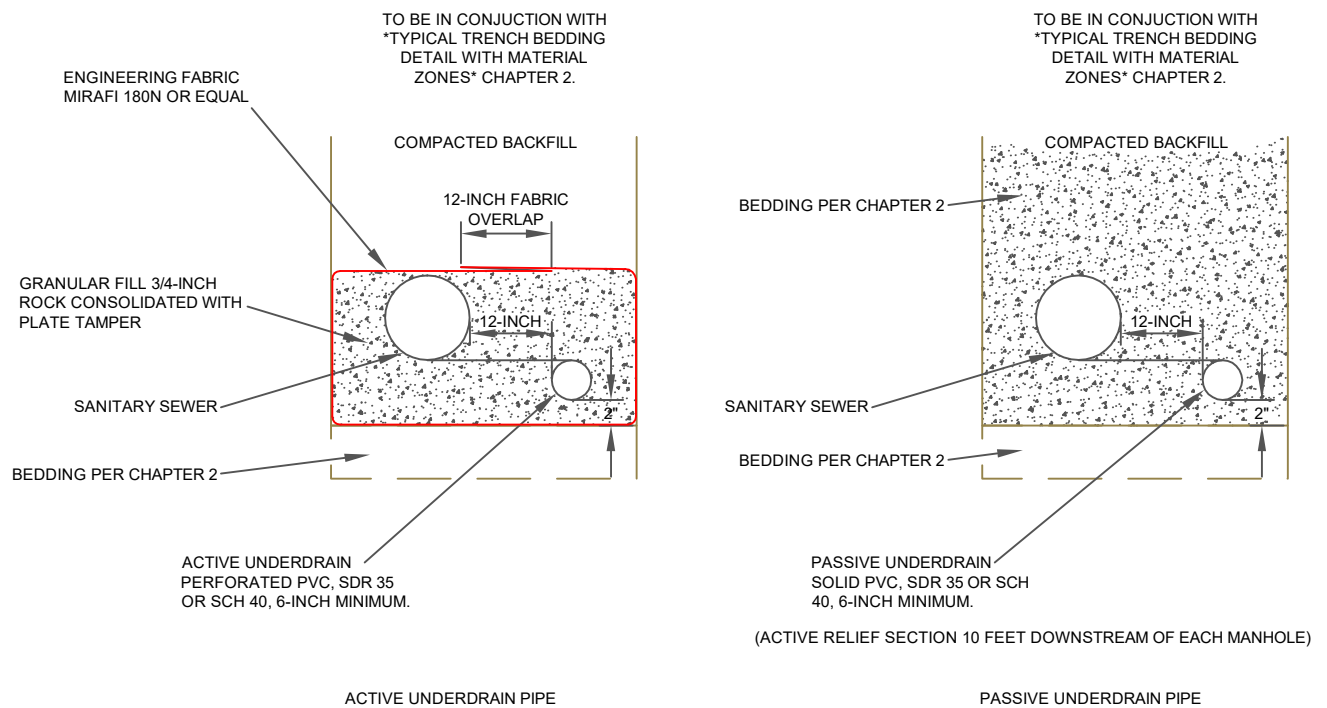 TO BE IN CONJUCTION WITH
*TYPICAL TRENCH BEDDING
DETAIL WITH MATERIAL
ZONES* CHAPTER 2.
ENGINEERING FABRIC
MIRAFI 180N OR EQUAL
COMPACTED BACKFILL
12-INCH FABRIC
OVERLAP
GRANULAR FILL 3/4-INCH
ROCK CONSOLIDATED WITH
PLATE TAMPER
12-INCH
SANITARY SEWER
2"
BEDDING PER CHAPTER 2
ACTIVE UNDERDRAIN
PERFORATED PVC, SDR 35
OR SCH 40, 6-INCH MINIMUM.
ACTIVE UNDERDRAIN PIPE
TO BE IN CONJUCTION WITH
*TYPICAL TRENCH BEDDING
DETAIL WITH MATERIAL
ZONES* CHAPTER 2.
COMPACTED BACKFILL
BEDDING PER CHAPTER 2
12-INCH
SANITARY SEWER
2"
BEDDING PER CHAPTER 2
PASSIVE UNDERDRAIN
SOLID PVC, SDR 35 OR SCH
40, 6-INCH MINIMUM.
(ACTIVE RELIEF SECTION 10 FEET DOWNSTREAM OF EACH MANHOLE)
PASSIVE UNDERDRAIN PIPE